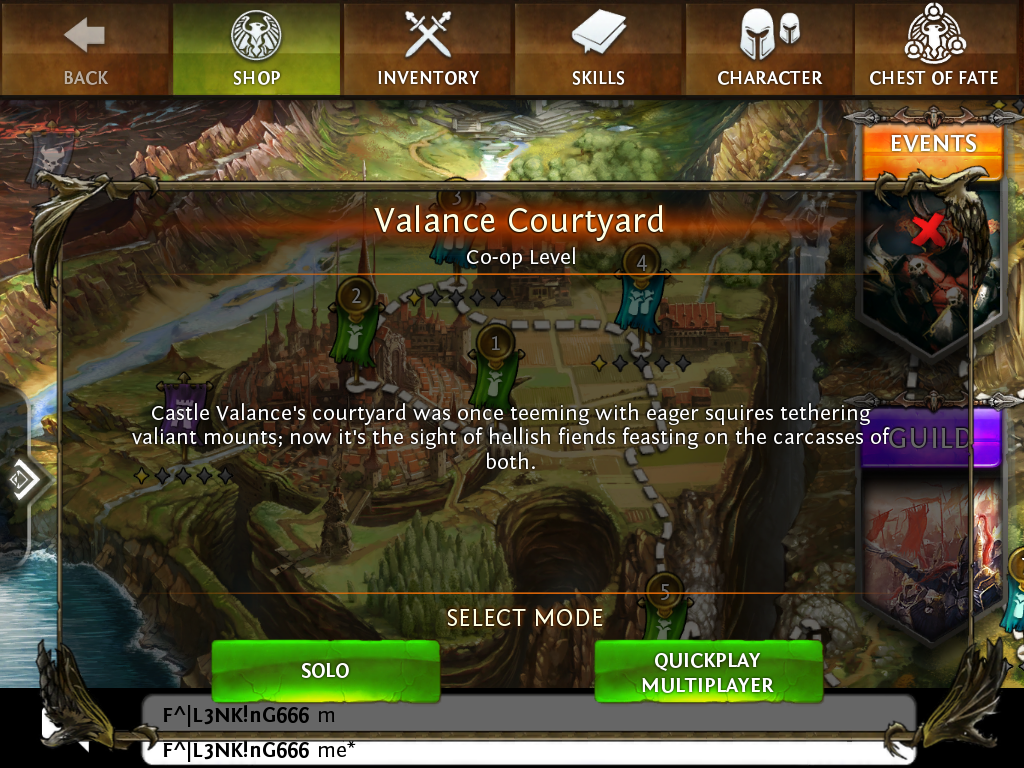 BACK
SHOP
INVENTORY
SKILLS
CHARACTER
CHEST OF FATE
EVENTS
3
Valance Courtyard
Co-op Level
4
2
1
Castle Valance's courtyard was once teeming with eager squires tethering
valiant mounts; now it's the sight of hellish fiends feasting on the carcasses of
both.
GUILD
5
SELECT MODE
SOLO
QUICKPLAY
MULTIPLAYER
F^|L3NK!nG666 m
F^|L3NK!nG666 me*